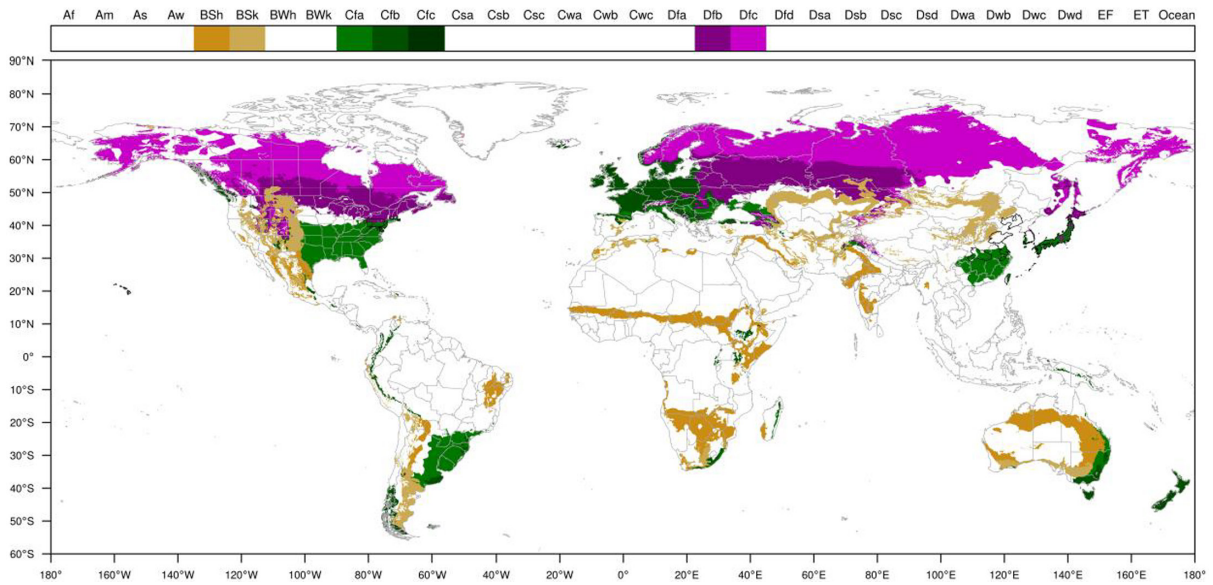 Af Am As Aw BSh BSk BWh BWk Cfa Cfb Cfc Csa Csb Csc Cwa Cwb Cwc Dfa Dfb Dfc Dfd Dsa Dsb Dsc Dsd Dwa Dwb Dwc Dwd EF ET Ocean
90°N
80°N
70°N
60°N
50°N
40°N
30°N
20°N
10°N
0°
10°S
20°S
30°S
40°S
50°S
60°S
180° 160°W 140°W 120°W 100°W 80°W 60°W 40°W 20°W 0° 20°E 40°E 60°E 80°E 100°E 120°E 140°E 160°E 180°